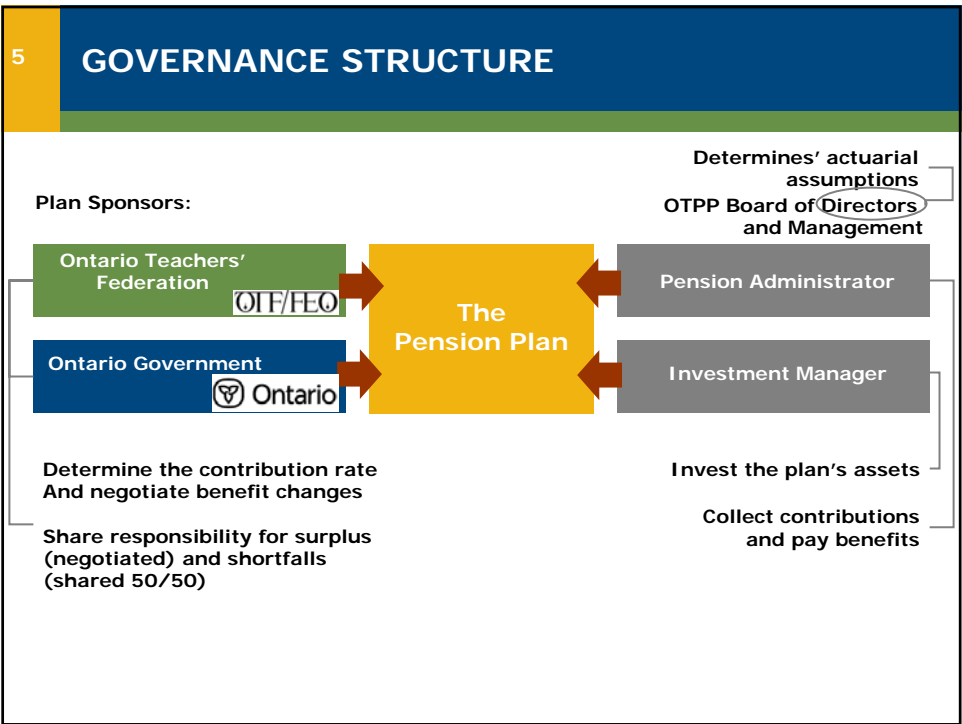 5
GOVERNANCE STRUCTURE
Plan Sponsors:
Ontario Teachers’
Federation
OTF/FEO
Ontario Government
Ontario
Determine the contribution rate
And negotiate benefit changes
Share responsibility for surplus
(negotiated) and shortfalls
(shared 50/50)
The
Pension Plan
Determines’ actuarial
assumptions
OTPP Board of Directors
and Management
Pension Administrator
Investment Manager
Invest the plan’s assets
Collect contributions
and pay benefits